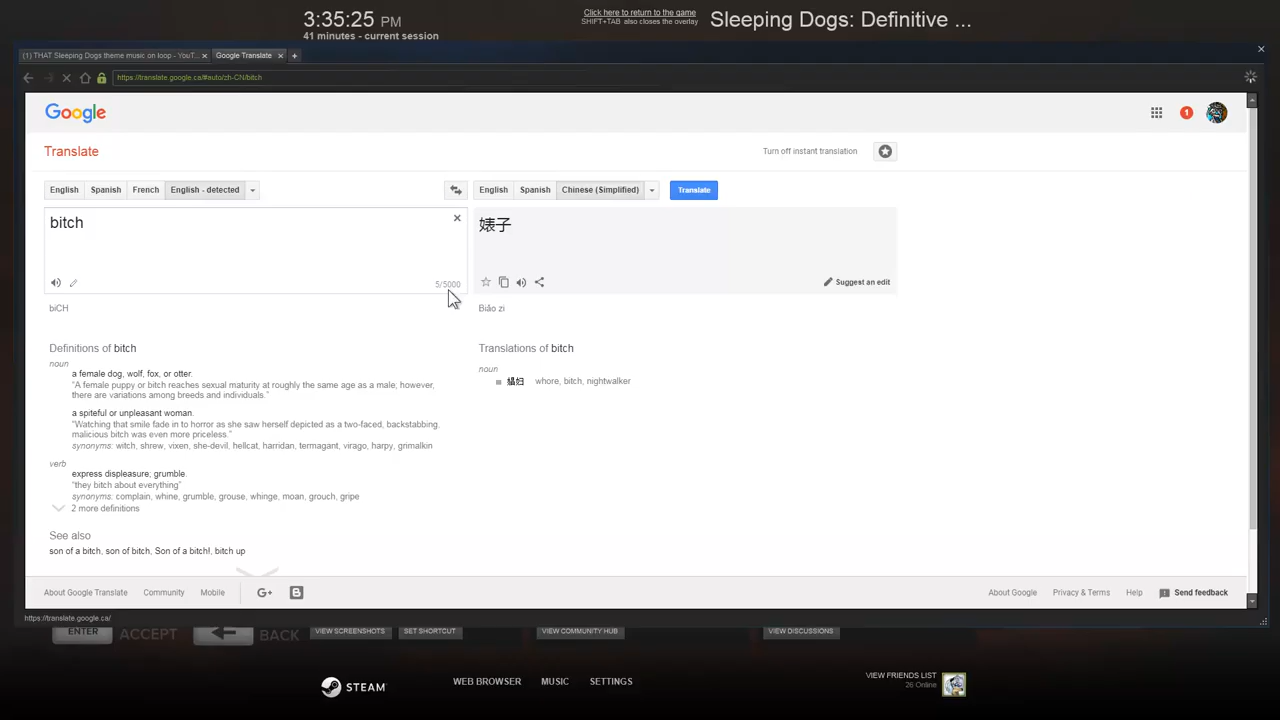 3:35:25 PM
41 minutes - current session
Click here to return to the game
SHIFT+TAB also closes the overlay
Sleeping Dogs: Definitive ...
(1) THAT Sleeping Dogs theme music on loop - YouT...
Google Translate
https://translate.google.ca/#auto/zh-CN/bitch
Google
1
Translate
Turn off instant translation
English Spanish French English - detected
English Spanish Chinese (Simplified) Translate
bitch
婊子
5/5000
Suggest an edit
biCH
Biǎo zi
Definitions of bitch
noun
a female dog, wolf, fox, or otter.
"A female puppy or bitch reaches sexual maturity at roughly the same age as a male, however,
there are variations among breeds and individuals."
a spiteful or unpleasant woman.
"Watching that smile fade in to horror as she saw herself depicted as a two-faced, backstabbing,
malicious bitch was even more priceless."
synonyms: witch, shrew, vixen, she-devil, hellcat, harridan, termagant, virago, harpy, grimalkin
verb
express displeasure; grumble.
"they bitch about everything"
synonyms: complain, whine, grumble, grouse, whinge, moan, grouch, gripe
2 more definitions
See also
son of a bitch, son of bitch, Son of a bitch!, bitch up
Translations of bitch
noun
whore, bitch, nightwalker
About Google Translate Community Mobile
About Google Privacy & Terms Help Send feedback
https://translate.google.ca/
ENTER ACCEPT BACK VIEW SCREENSHOTS SET SHORTCUT VIEW COMMUNITY HUB VIEW DISCUSSIONS
STEAM WEB BROWSER MUSIC SETTINGS
VIEW FRIENDS LIST
26 Online